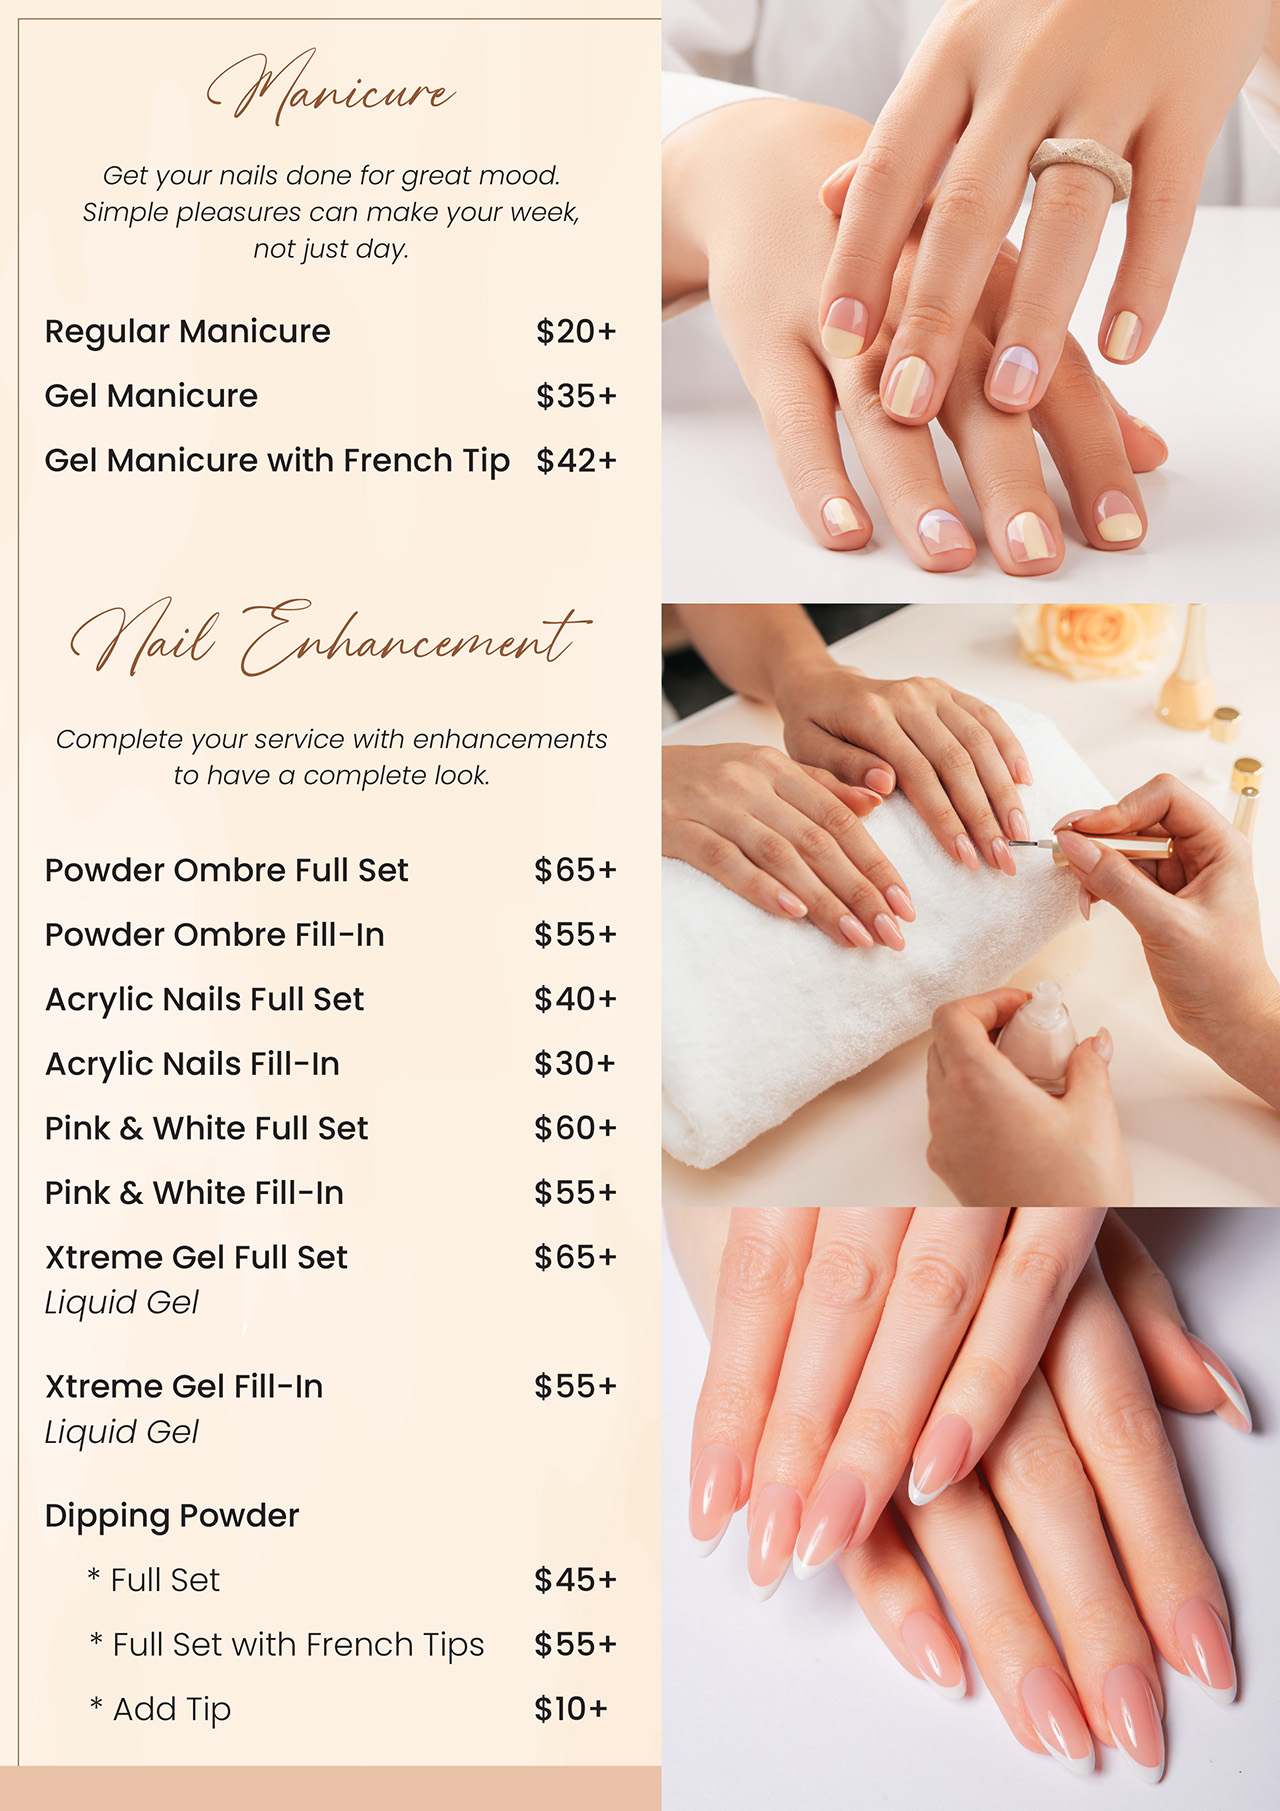 Manicure
Get your nails done for great mood.
Simple pleasures can make your week,
not just day.
Regular Manicure $20+
Gel Manicure $35+
Gel Manicure with French Tip $42+
Nail Enhancement
Complete your service with enhancements
to have a complete look.
Powder Ombre Full Set $65+
Powder Ombre Fill-In $55+
Acrylic Nails Full Set $40+
Acrylic Nails Fill-In $30+
Pink & White Full Set $60+
Pink & White Fill-In $55+
Xtreme Gel Full Set $65+
Liquid Gel
Xtreme Gel Fill-In $55+
Liquid Gel
Dipping Powder
* Full Set $45+
* Full Set with French Tips $55+
* Add Tip $10+